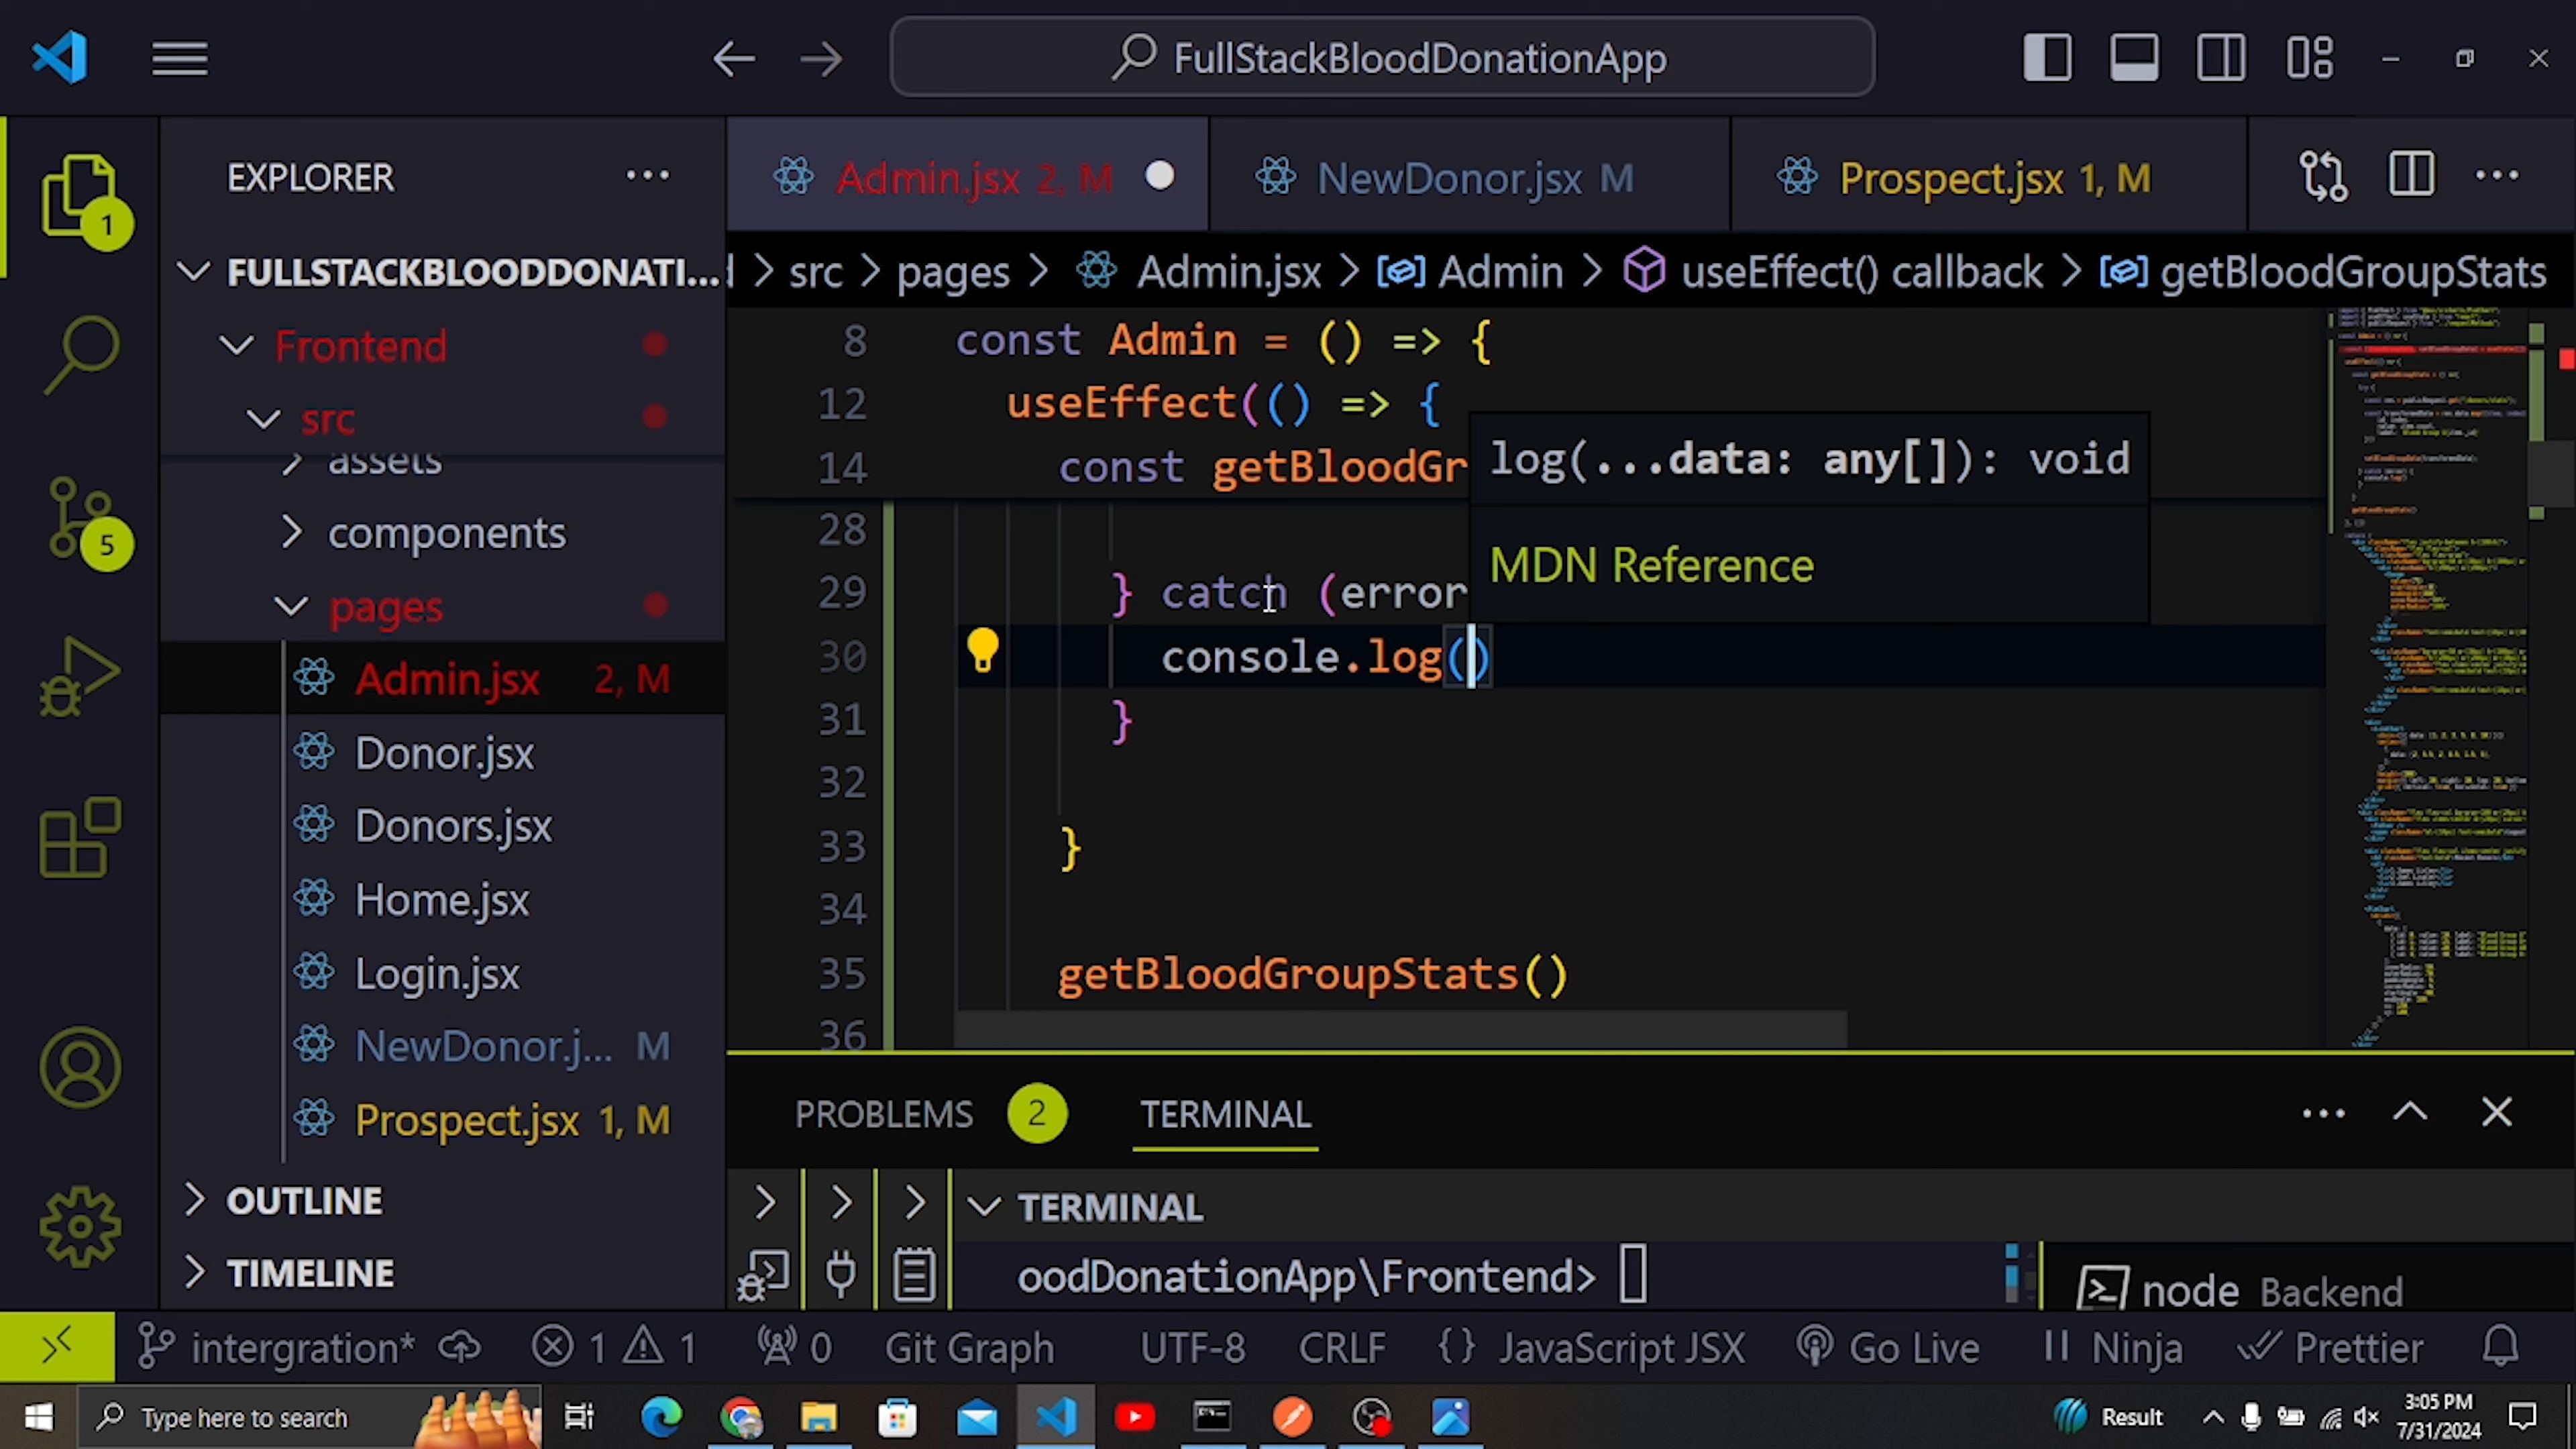 FullStackBloodDonationApp
EXPLORER
1
FULLSTACKBLOODDONATI...
Frontend
src
assets
components
5
pages
Admin.jsx 2, M
Donor.jsx
Donors.jsx
Home.jsx
Login.jsx
NewDonor.j... M
Prospect.jsx 1, M
OUTLINE
TIMELINE
Admin.jsx 2, M
NewDonor.jsx M
Prospect.jsx 1, M
src > pages > Admin.jsx > Admin > useEffect() callback > getBloodGroupStats
8 const Admin = () => {
12 useEffect(() => {
14 const getBloodGr
log(...data: any[]): void
MDN Reference
28
29 } catch (error
30 console.log()
31 }
32
33 }
34
35 getBloodGroupStats()
36
PROBLEMS 2 TERMINAL
TERMINAL
oodDonationApp\Frontend>
node Backend
intergration* 1 1 0 Git Graph UTF-8 CRLF {} JavaScript JSX Go Live Ninja Prettier
Type here to search
Result
3:05 PM
7/31/2024